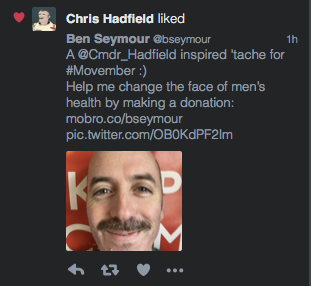 Chris Hadfield liked
Ben Seymour @bseymour 1h
A @Cmdr_Hadfield inspired 'tache for
#Movember :)
Help me change the face of men's
health by making a donation:
mobro.co/bseymour
pic.twitter.com/OB0KdPF2lm